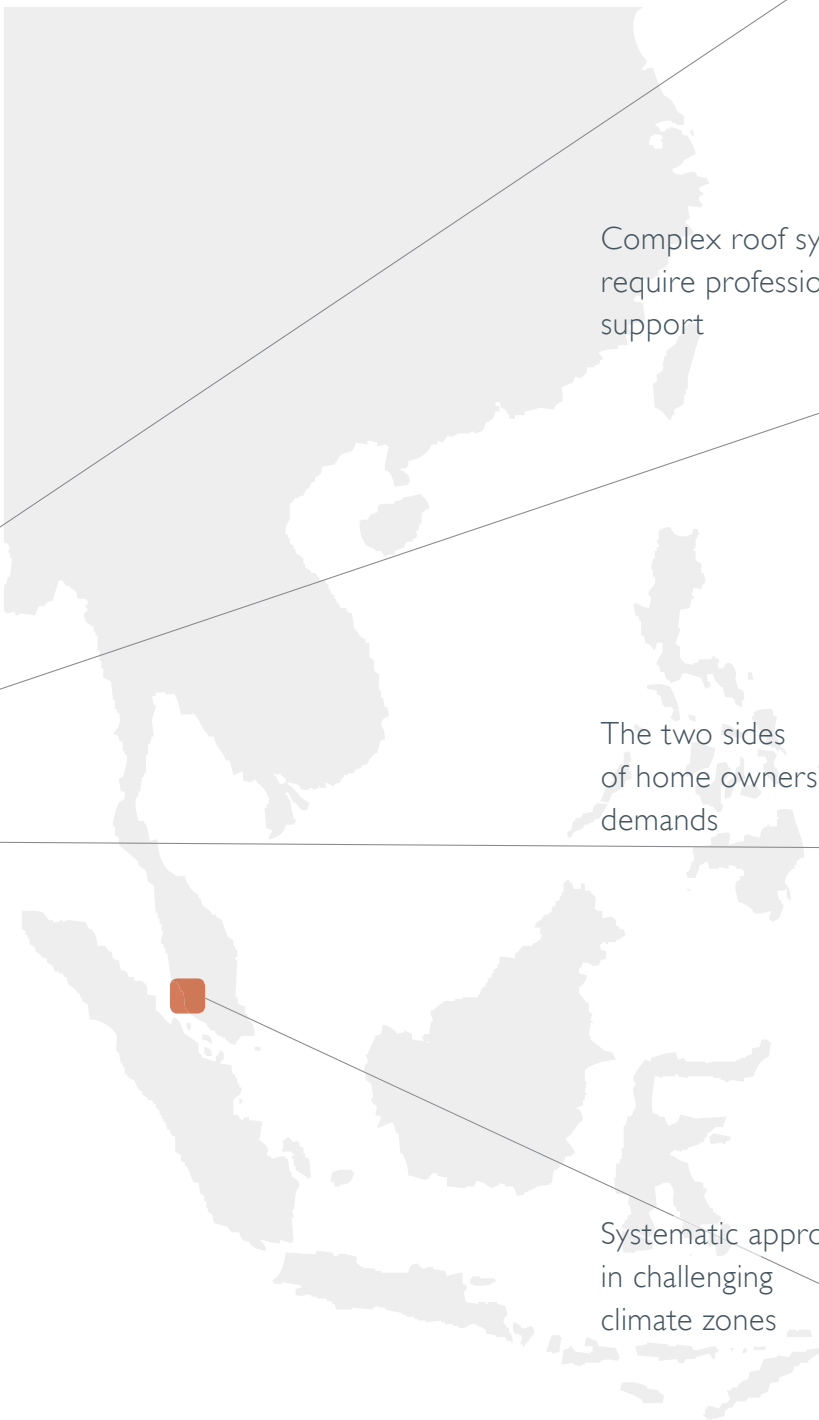 Complex roof sy
require professio
support
The two sides
of home owners
demands
Systematic appro
in challenging
climate zones